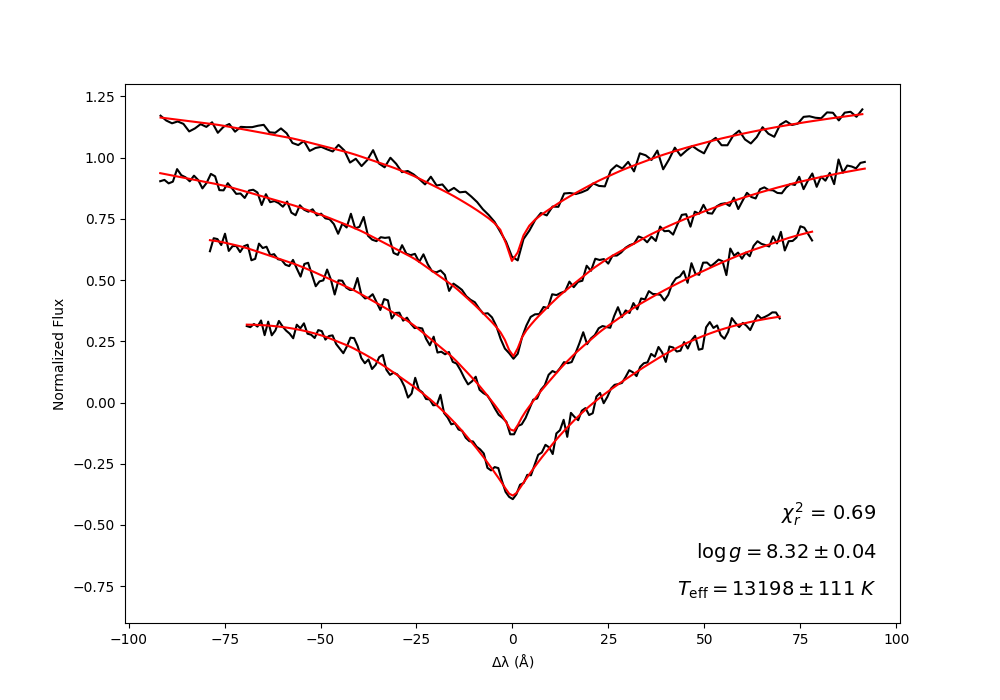 1.25
1.00
0.75
0.50
0.25
0.00
−0.25
−0.50
−0.75
Normalized Flux
χ²ᵣ = 0.69
log g = 8.32 ± 0.04
T_eff = 13198 ± 111 K
−100 −75 −50 −25 0 25 50 75 100
Δλ (Å)